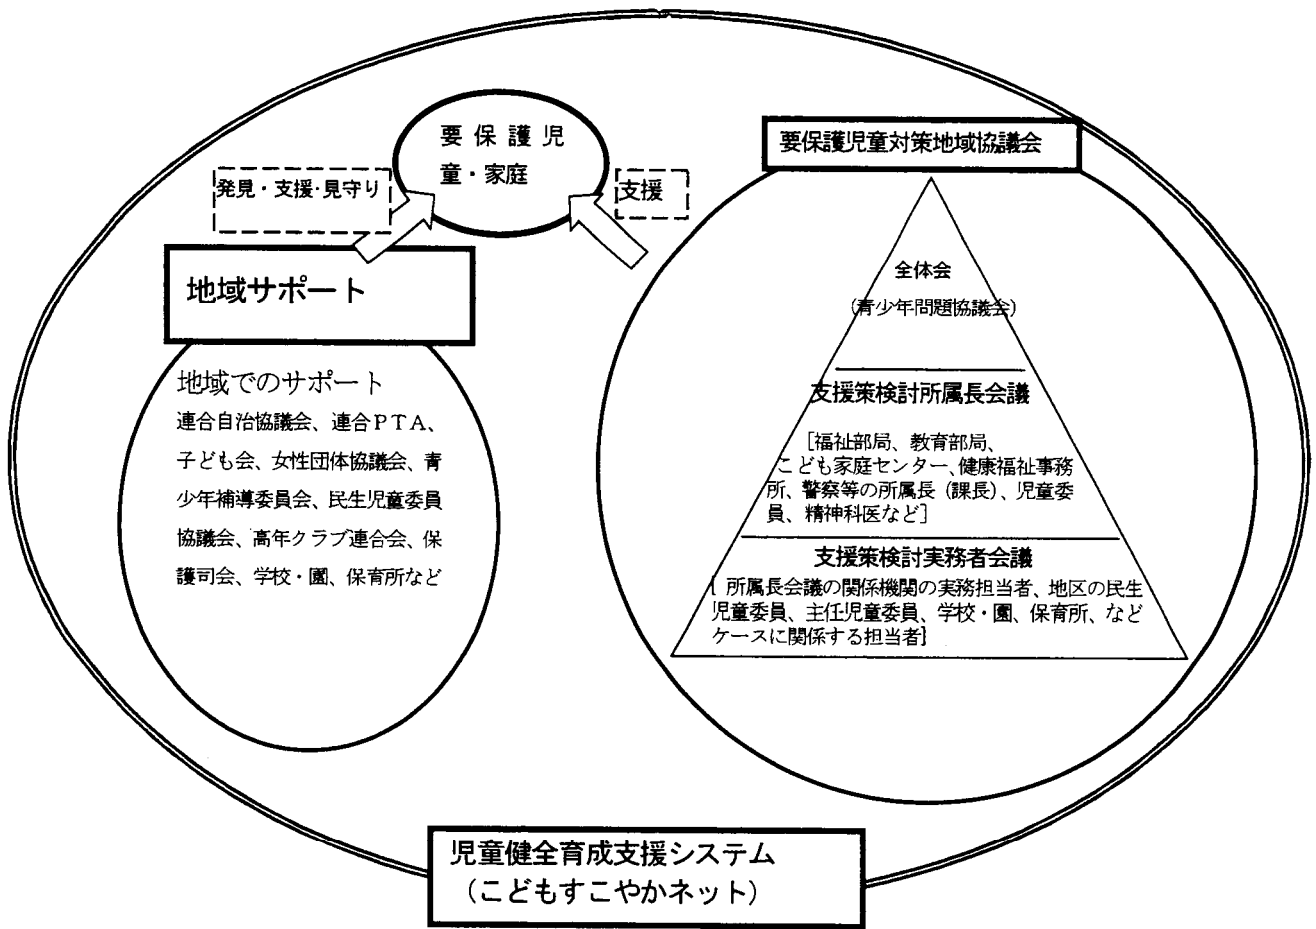 要保護児
童・家庭
発見・支援・見守り
支援
要保護児童対策地域協議会
地域サポート
地域でのサポート
連合自治協議会、連合ＰＴＡ、
子ども会、女性団体協議会、青
少年補導委員会、民生児童委員
協議会、高年クラブ連合会、保
護司会、学校・園、保育所など
全体会
(青少年問題協議会)
支援策検討所属長会議
[福祉部局、教育部局、
こども家庭センター、健康福祉事務
所、警察等の所属長（課長）、児童委
員、精神科医など]
支援策検討実務者会議
[ 所属長会議の関係機関の実務担当者、地区の民生
児童委員、主任児童委員、学校・園、保育所、など
ケースに関係する担当者]
児童健全育成支援システム
（こどもすこやかネット）